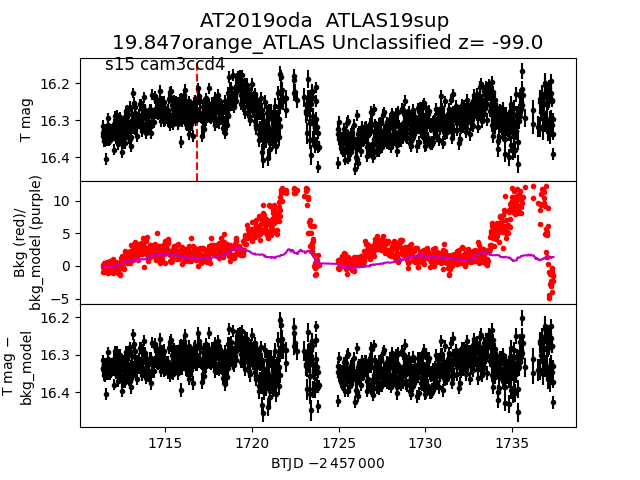 AT2019oda  ATLAS19sup
19.847orange_ATLAS Unclassified z= -99.0
s15 cam3ccd4
T mag
16.2
16.3
16.4
Bkg (red)/
bkg_model (purple)
10
5
0
−5
T mag −
bkg_model
16.2
16.3
16.4
1715 1720 1725 1730 1735
BTJD −2 457 000